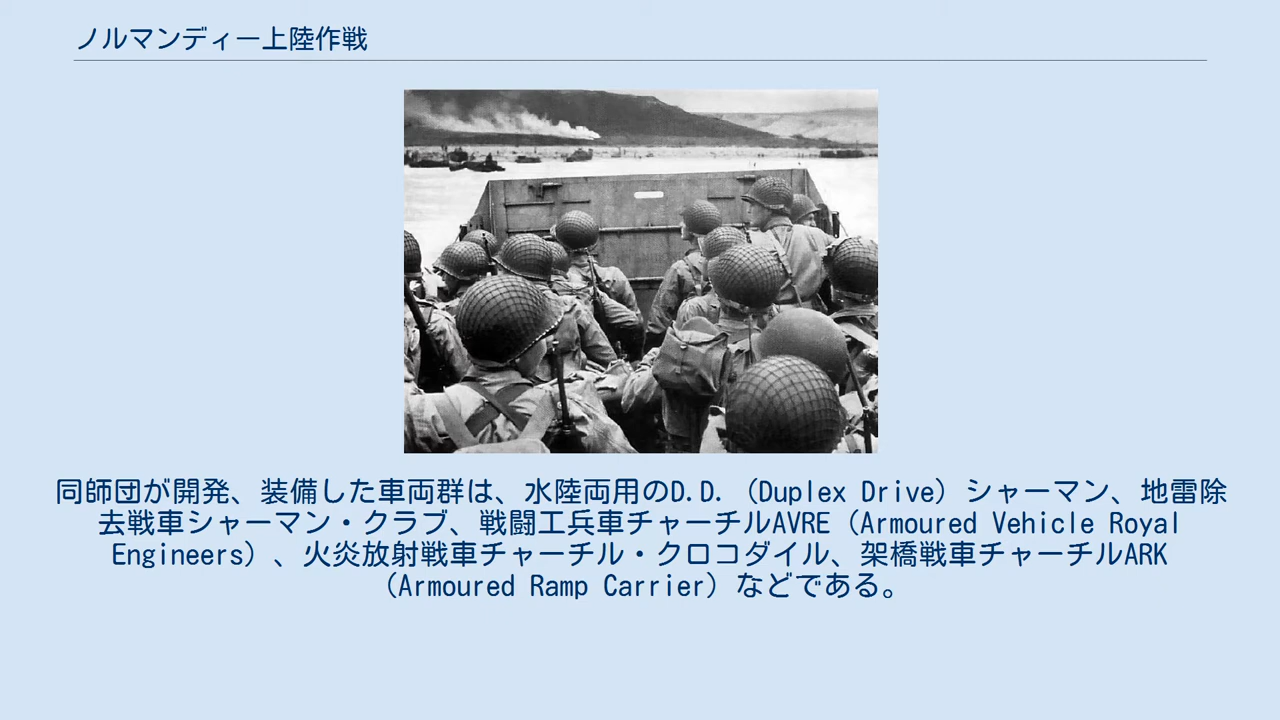 ノルマンディー上陸作戦
同師団が開発、装備した車両群は、水陸両用のD.D.（Duplex Drive）シャーマン、地雷除
去戦車シャーマン・クラブ、戦闘工兵車チャーチルAVRE（Armoured Vehicle Royal
Engineers）、火炎放射戦車チャーチル・クロコダイル、架橋戦車チャーチルARK
（Armoured Ramp Carrier）などである。